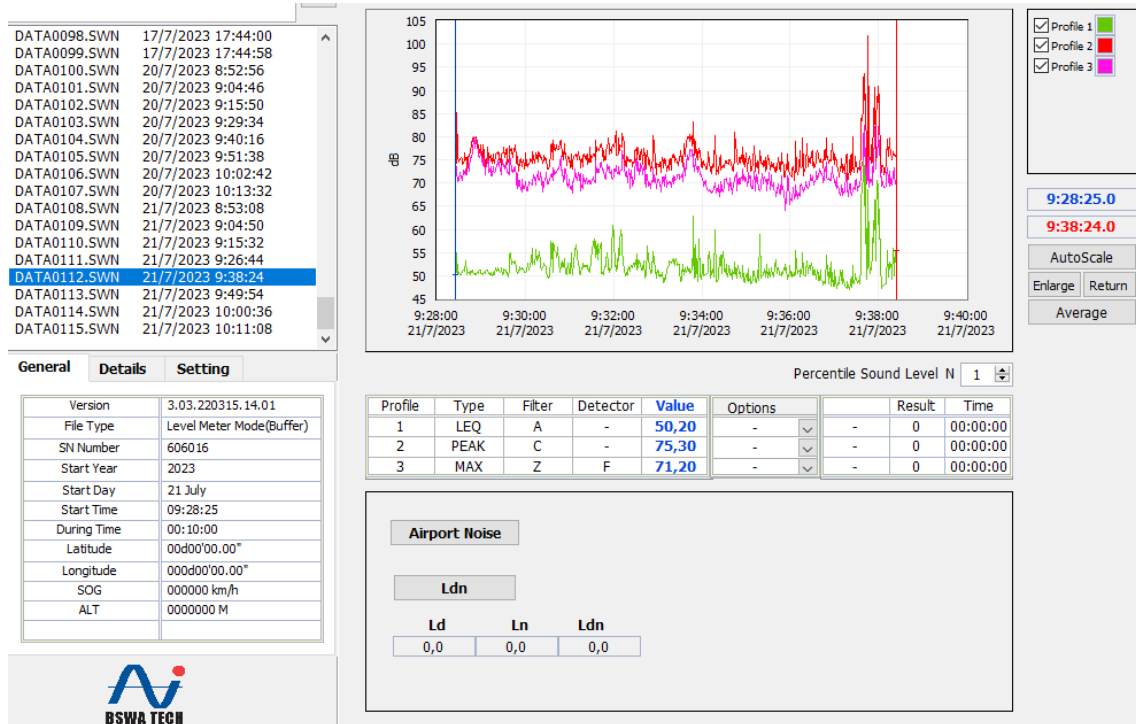 DATA0098.SWN 17/7/2023 17:44:00
DATA0099.SWN 17/7/2023 17:44:58
DATA0100.SWN 20/7/2023 8:52:56
DATA0101.SWN 20/7/2023 9:04:46
DATA0102.SWN 20/7/2023 9:15:50
DATA0103.SWN 20/7/2023 9:29:34
DATA0104.SWN 20/7/2023 9:40:16
DATA0105.SWN 20/7/2023 9:51:38
DATA0106.SWN 20/7/2023 10:02:42
DATA0107.SWN 20/7/2023 10:13:32
DATA0108.SWN 21/7/2023 8:53:08
DATA0109.SWN 21/7/2023 9:04:50
DATA0110.SWN 21/7/2023 9:15:32
DATA0111.SWN 21/7/2023 9:26:44
DATA0112.SWN 21/7/2023 9:38:24
DATA0113.SWN 21/7/2023 9:49:54
DATA0114.SWN 21/7/2023 10:00:36
DATA0115.SWN 21/7/2023 10:11:08
General Details Setting
Version 3.03.220315.14.01
File Type Level Meter Mode(Buffer)
SN Number 606016
Start Year 2023
Start Day 21 July
Start Time 09:28:25
During Time 00:10:00
Latitude 00d00'00.00"
Longitude 000d00'00.00"
SOG 000000 km/h
ALT 0000000 M
BSWA TECH
dB
105
100
95
90
85
80
75
70
65
60
55
50
45
9:28:00 9:30:00 9:32:00 9:34:00 9:36:00 9:38:00 9:40:00
21/7/2023 21/7/2023 21/7/2023 21/7/2023 21/7/2023 21/7/2023 21/7/2023
Profile 1
Profile 2
Profile 3
9:28:25.0
9:38:24.0
AutoScale
Enlarge Return
Average
Percentile Sound Level N 1
Profile Type Filter Detector Value Options Result Time
1 LEQ A - 50,20 - - 0 00:00:00
2 PEAK C - 75,30 - - 0 00:00:00
3 MAX Z F 71,20 - - 0 00:00:00
Airport Noise
Ldn
Ld Ln Ldn
0,0 0,0 0,0